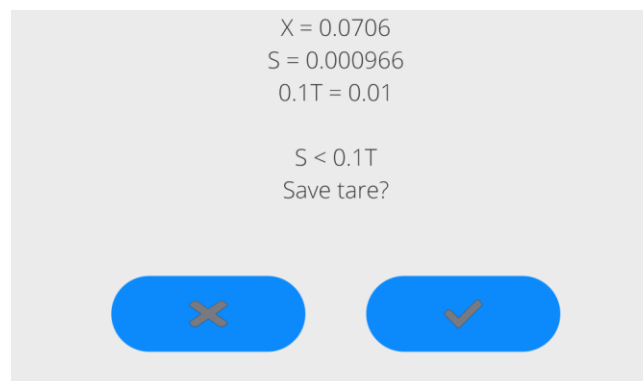 X = 0.0706
S = 0.000966
0.1T = 0.01
S < 0.1T
Save tare?